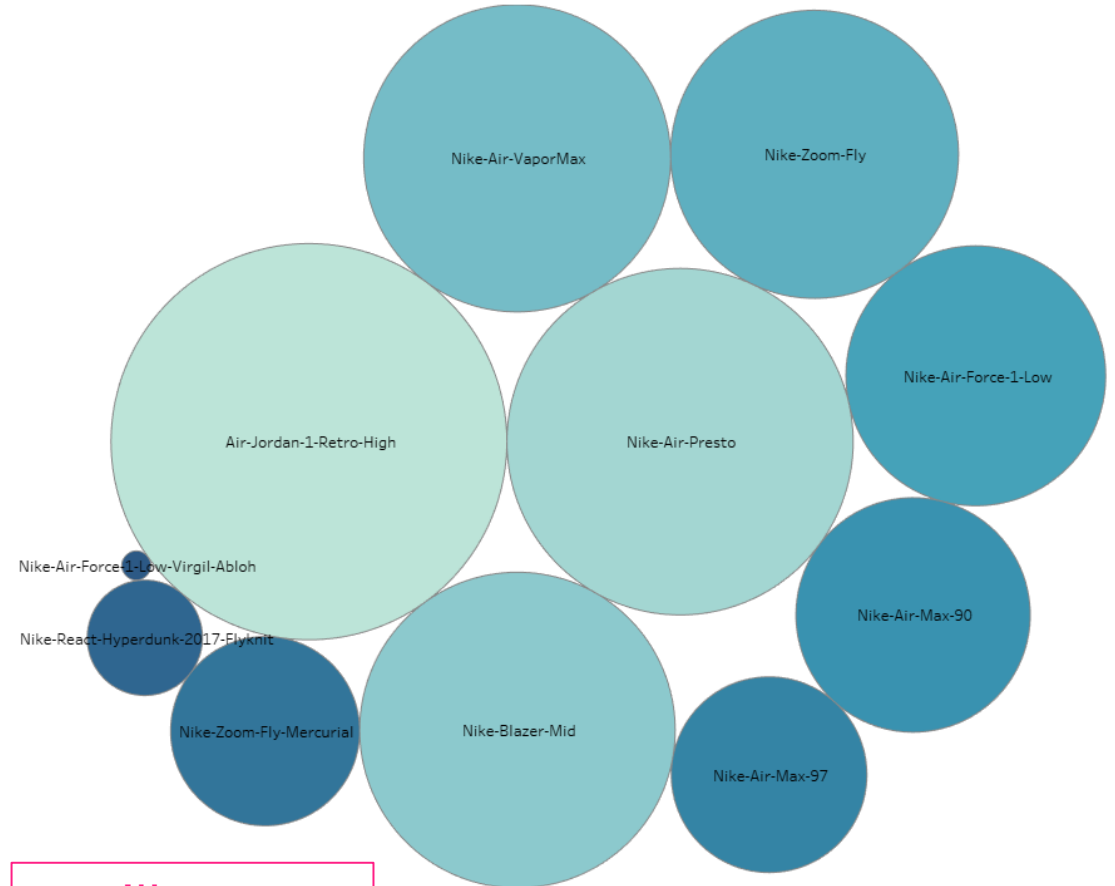 Nike-Zoom-Fly
Nike-Air-VaporMax
Nike-Air-Force-1-Low
Air-Jordan-1-Retro-High
Nike-Air-Presto
Nike-Air-Force-1-Low-Virgil-Abloh
Nike-Air-Max-90
Nike-React-Hyperdunk-2017-Flyknit
Nike-Zoom-Fly-Mercurial
Nike-Blazer-Mid
Nike-Air-Max-97